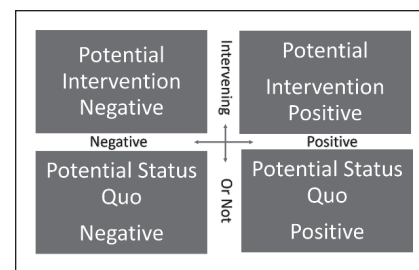 Potential
Intervention
Negative
Intervening
Potential
Intervention
Positive
Negative
Positive
Potential Status
Quo
Negative
Or Not
Potential Status
Quo
Positive